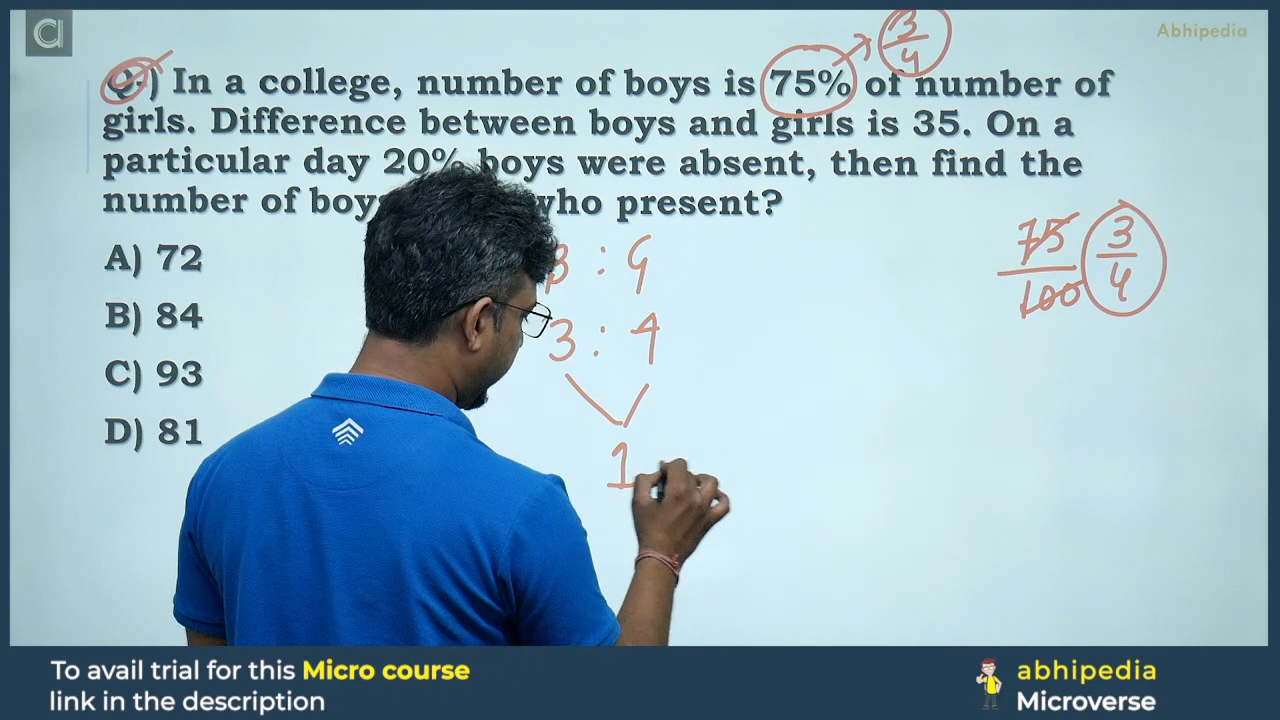 Abhipedia
3
4
Q.) In a college, number of boys is 75% of number of
girls. Difference between boys and girls is 35. On a
particular day 20% boys were absent, then find the
number of boys who present?
A) 72
B) 84
C) 93
D) 81
B : G
3 : 4
1
75 3
100 4
To avail trial for this Micro course
link in the description
abhipedia
Microverse